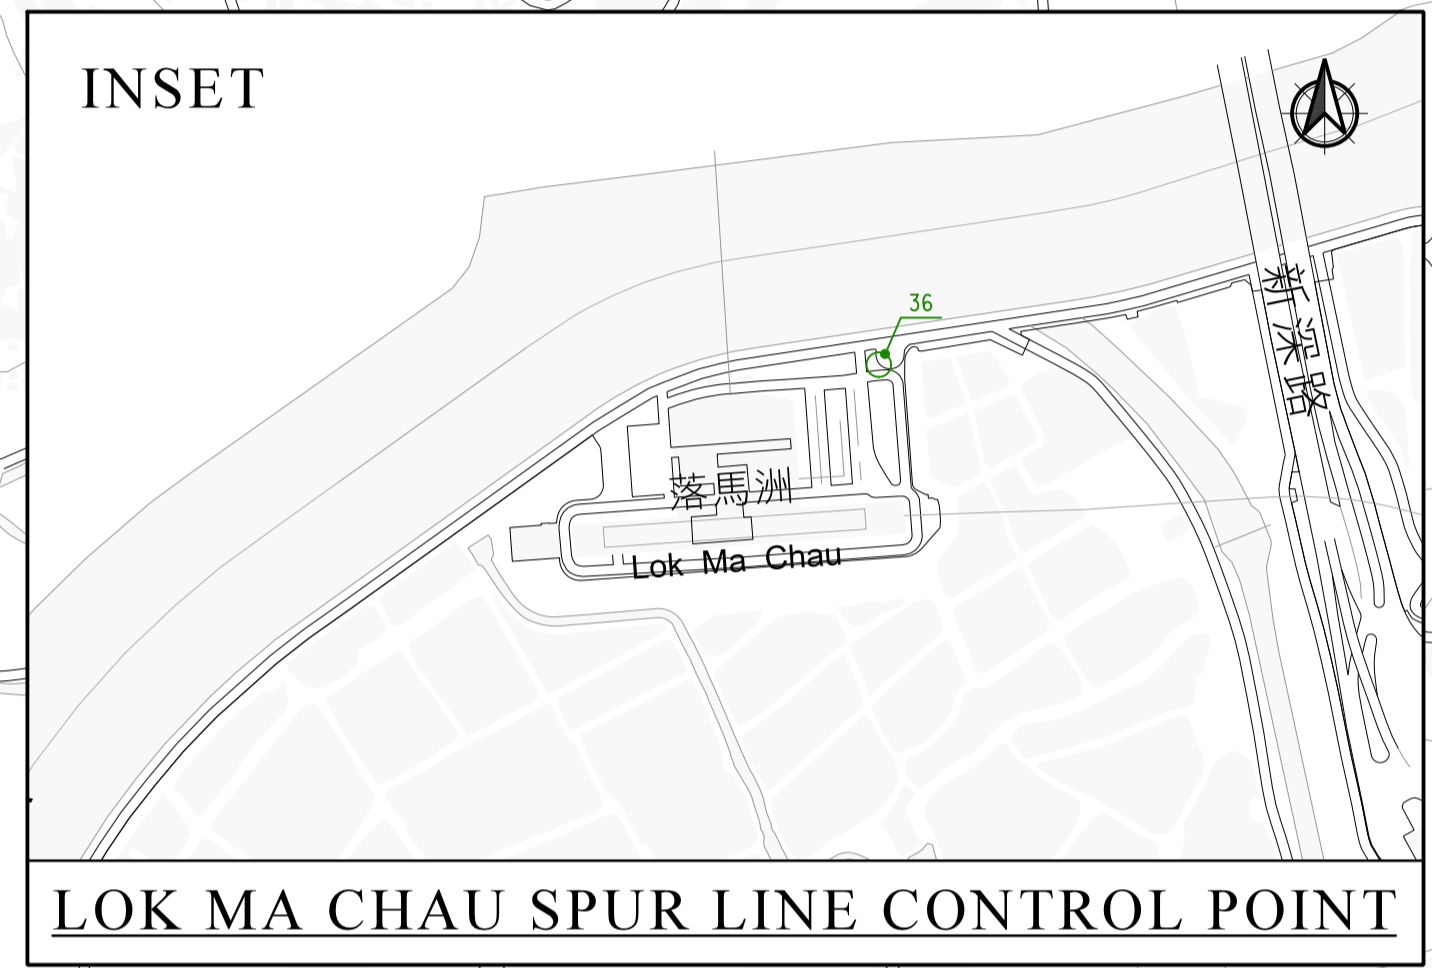 INSET
36
新深路
落馬洲
Lok Ma Chau
LOK MA CHAU SPUR LINE CONTROL POINT